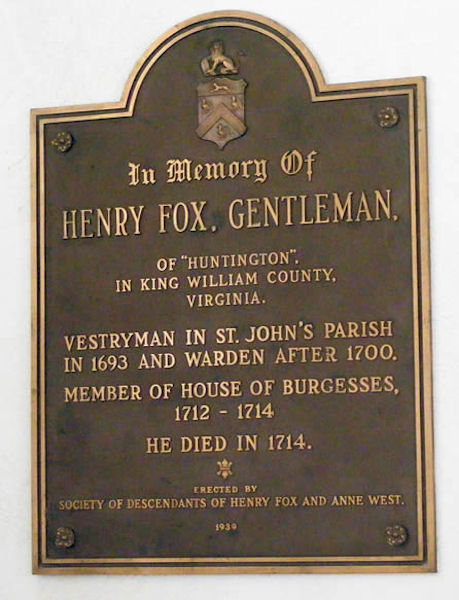 In Memory Of
HENRY FOX, GENTLEMAN,
OF "HUNTINGTON",
IN KING WILLIAM COUNTY,
VIRGINIA.
VESTRYMAN IN ST. JOHN'S PARISH
IN 1693 AND WARDEN AFTER 1700.
MEMBER OF HOUSE OF BURGESSES,
1712 - 1714
HE DIED IN 1714.
ERECTED BY
SOCIETY OF DESCENDANTS OF HENRY FOX AND ANNE WEST.
1939